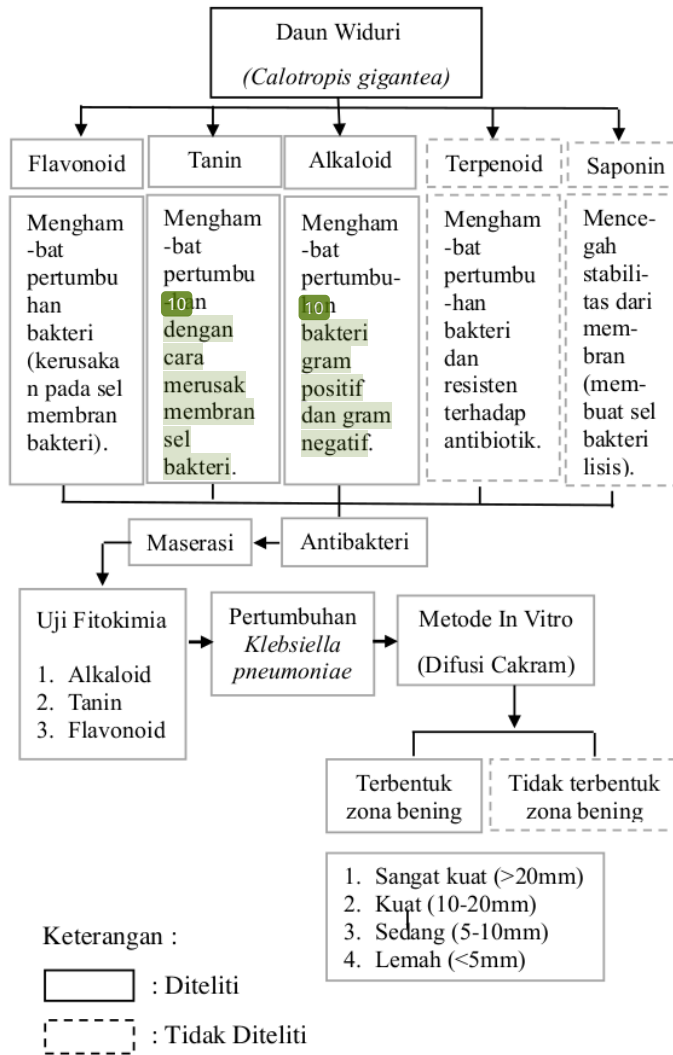 Daun Widuri
(Calotropis gigantea)
Flavonoid
Tanin
Alkaloid
Terpenoid
Saponin
Mengham
-bat
pertumbu
han
bakteri
(kerusaka
n pada sel
membran
bakteri).
Mengham
-bat
pertumbu
-han
10
dengan
cara
merusak
membran
sel
bakteri.
Mengham
-bat
pertumbu-
han
10
bakteri
gram
positif
dan gram
negatif.
Mengham
-bat
pertumbu
-han
bakteri
dan
resisten
terhadap
antibiotik.
Mence-
gah
stabili-
tas dari
mem-
bran
(mem-
buat sel
bakteri
lisis).
Maserasi
Antibakteri
Uji Fitokimia
1. Alkaloid
2. Tanin
3. Flavonoid
Pertumbuhan
Klebsiella
pneumoniae
Metode In Vitro
(Difusi Cakram)
Terbentuk
zona bening
Tidak terbentuk
zona bening
1. Sangat kuat (>20mm)
2. Kuat (10-20mm)
3. Sedang (5-10mm)
4. Lemah (<5mm)
Keterangan :
: Diteliti
: Tidak Diteliti